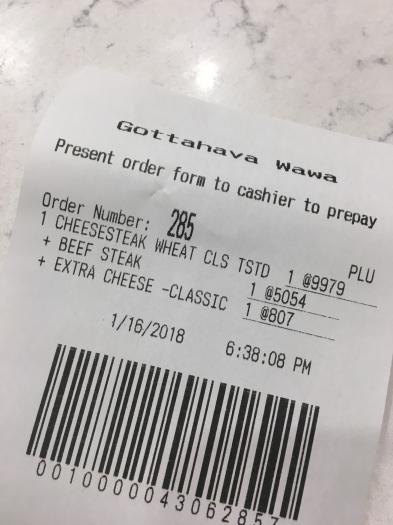 Gottahava Wawa
Present order form to cashier to prepay
Order Number: 285
PLU
1 CHEESESTEAK WHEAT CLS TSTD 1 @9979
+ BEEF STEAK 1 @5054
+ EXTRA CHEESE -CLASSIC 1 @807
1/16/2018 6:38:08 PM
001000004306285